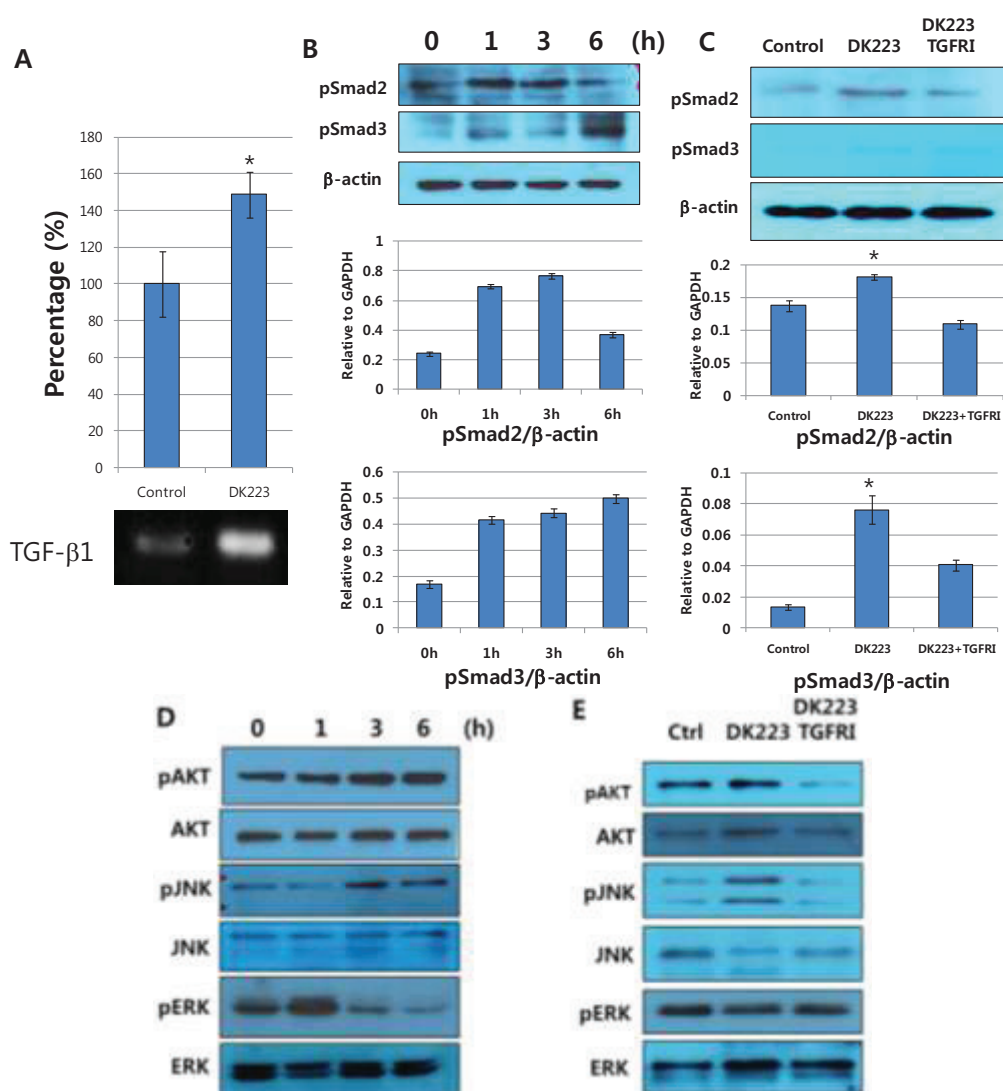 A
Percentage (%)
180
160
140
120
100
80
60
40
20
0
*
Control DK223
TGF-β1
B
0 1 3 6 (h)
pSmad2
pSmad3
β-actin
Relative to GAPDH
1
0.8
0.6
0.4
0.2
0
0h 1h 3h 6h
pSmad2/β-actin
Relative to GAPDH
0.6
0.5
0.4
0.3
0.2
0.1
0
0h 1h 3h 6h
pSmad3/β-actin
C
Control DK223 DK223
TGFRI
pSmad2
pSmad3
β-actin
Relative to GAPDH
0.2
0.15
0.1
0.05
0
*
Control DK223 DK223+TGFRI
pSmad2/β-actin
Relative to GAPDH
0.1
0.08
0.06
0.04
0.02
0
*
Control DK223 DK223+TGFRI
pSmad3/β-actin
D
0 1 3 6 (h)
pAKT
AKT
pJNK
JNK
pERK
ERK
E
Ctrl DK223 DK223
TGFRI
pAKT
AKT
pJNK
JNK
pERK
ERK